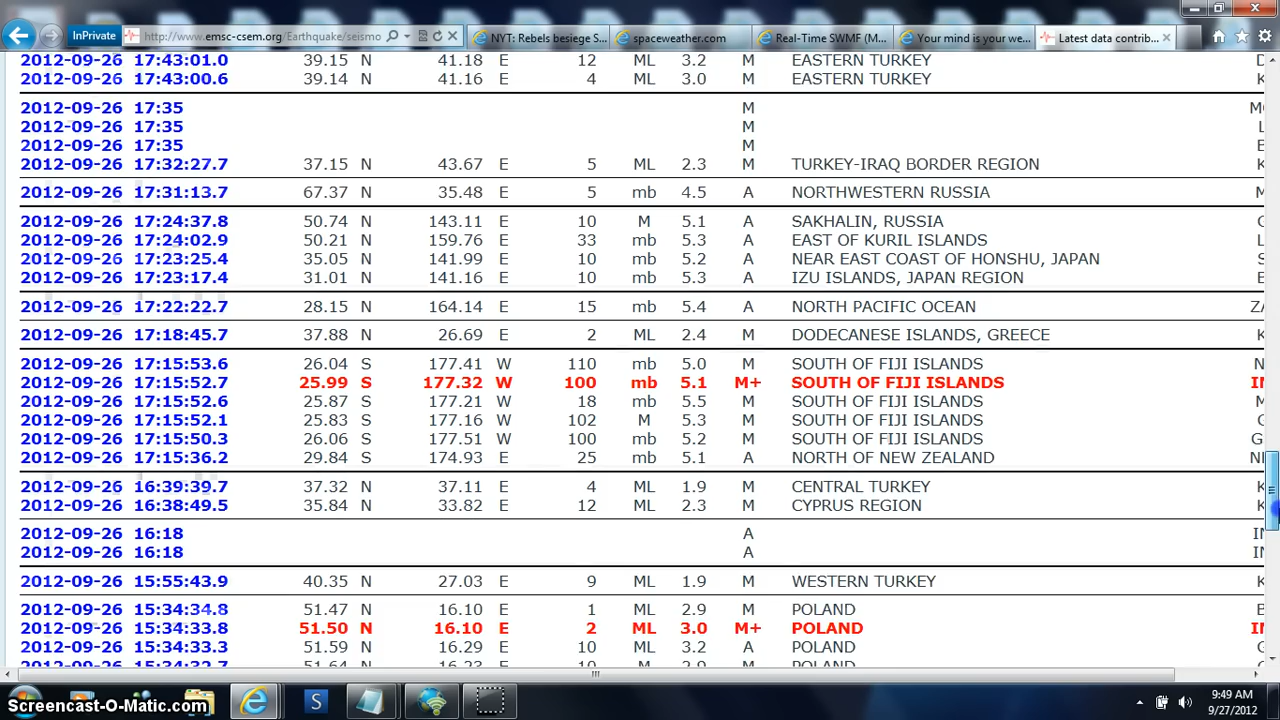 InPrivate http://www.emsc-csem.org/Earthquake/seismo NYT: Rebels besiege S... spaceweather.com Real-Time SWMF (M... Your mind is your we... Latest data contrib...
2012-09-26 17:43:01.0 39.15 N 41.18 E 12 ML 3.2 M EASTERN TURKEY
2012-09-26 17:43:00.6 39.14 N 41.16 E 4 ML 3.0 M EASTERN TURKEY K
2012-09-26 17:35 M
2012-09-26 17:35 M L
2012-09-26 17:35 M
2012-09-26 17:32:27.7 37.15 N 43.67 E 5 ML 2.3 M TURKEY-IRAQ BORDER REGION K
2012-09-26 17:31:13.7 67.37 N 35.48 E 5 mb 4.5 A NORTHWESTERN RUSSIA
2012-09-26 17:24:37.8 50.74 N 143.11 E 10 M 5.1 A SAKHALIN, RUSSIA
2012-09-26 17:24:02.9 50.21 N 159.76 E 33 mb 5.3 A EAST OF KURIL ISLANDS L
2012-09-26 17:23:25.4 35.05 N 141.99 E 10 mb 5.2 A NEAR EAST COAST OF HONSHU, JAPAN
2012-09-26 17:23:17.4 31.01 N 141.16 E 10 mb 5.3 A IZU ISLANDS, JAPAN REGION
2012-09-26 17:22:22.7 28.15 N 164.14 E 15 mb 5.4 A NORTH PACIFIC OCEAN
2012-09-26 17:18:45.7 37.88 N 26.69 E 2 ML 2.4 M DODECANESE ISLANDS, GREECE K
2012-09-26 17:15:53.6 26.04 S 177.41 W 110 mb 5.0 M SOUTH OF FIJI ISLANDS
2012-09-26 17:15:52.7 25.99 S 177.32 W 100 mb 5.1 M+ SOUTH OF FIJI ISLANDS
2012-09-26 17:15:52.6 25.87 S 177.21 W 18 mb 5.5 M SOUTH OF FIJI ISLANDS
2012-09-26 17:15:52.1 25.83 S 177.16 W 102 M 5.3 M SOUTH OF FIJI ISLANDS
2012-09-26 17:15:50.3 26.06 S 177.51 W 100 mb 5.2 M SOUTH OF FIJI ISLANDS
2012-09-26 17:15:36.2 29.84 S 174.93 E 25 mb 5.1 A NORTH OF NEW ZEALAND
2012-09-26 16:39:39.7 37.32 N 37.11 E 4 ML 1.9 M CENTRAL TURKEY K
2012-09-26 16:38:49.5 35.84 N 33.82 E 12 ML 2.3 M CYPRUS REGION K
2012-09-26 16:18 A
2012-09-26 16:18 A
2012-09-26 15:55:43.9 40.35 N 27.03 E 9 ML 1.9 M WESTERN TURKEY K
2012-09-26 15:34:34.8 51.47 N 16.10 E 1 ML 2.9 M POLAND
2012-09-26 15:34:33.8 51.50 N 16.10 E 2 ML 3.0 M+ POLAND
2012-09-26 15:34:33.3 51.59 N 16.29 E 10 ML 3.2 A POLAND
2012-09-26 15:34:32.7 51.64 N 16.23 E 10 M 2.9 M POLAND
Screencast-O-Matic.com
9:49 AM
9/27/2012